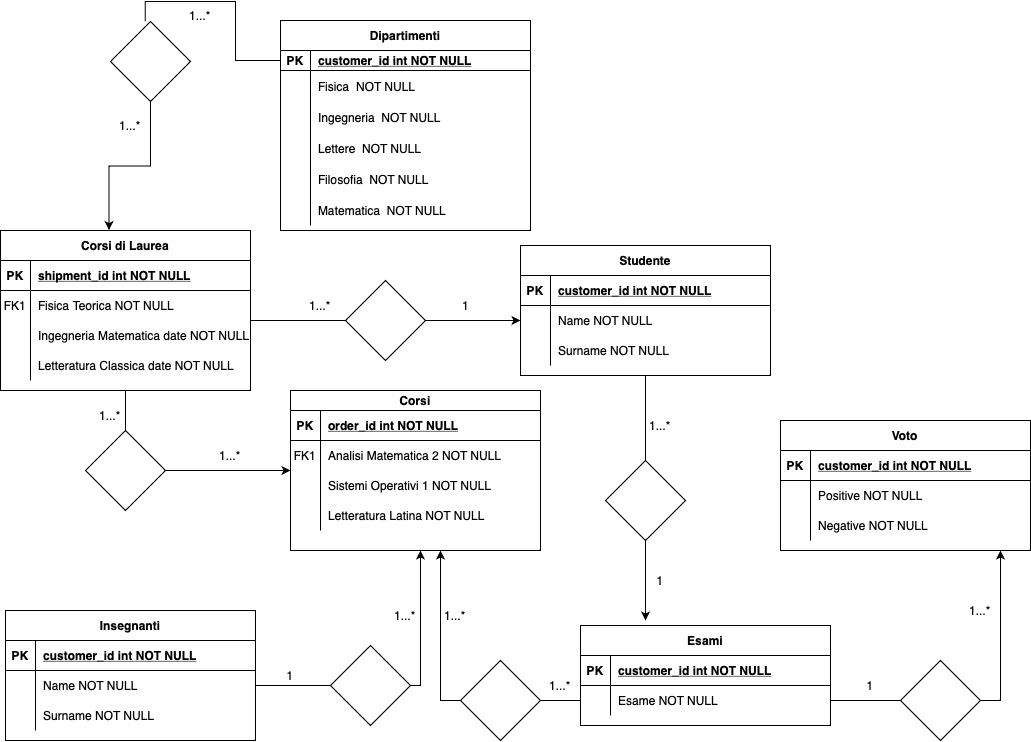 1...*
Dipartimenti
PK customer_id int NOT NULL
Fisica NOT NULL
Ingegneria NOT NULL
Lettere NOT NULL
Filosofia NOT NULL
Matematica NOT NULL
1...*
Corsi di Laurea
PK shipment_id int NOT NULL
FK1 Fisica Teorica NOT NULL
Ingegneria Matematica date NOT NULL
Letteratura Classica date NOT NULL
1...*
1
Studente
PK customer_id int NOT NULL
Name NOT NULL
Surname NOT NULL
1...*
1...*
Corsi
PK order_id int NOT NULL
FK1 Analisi Matematica 2 NOT NULL
Sistemi Operativi 1 NOT NULL
Letteratura Latina NOT NULL
1...*
1
Voto
PK customer_id int NOT NULL
Positive NOT NULL
Negative NOT NULL
Insegnanti
PK customer_id int NOT NULL
Name NOT NULL
Surname NOT NULL
1
1...*
1...*
1...*
Esami
PK customer_id int NOT NULL
Esame NOT NULL
1
1...*